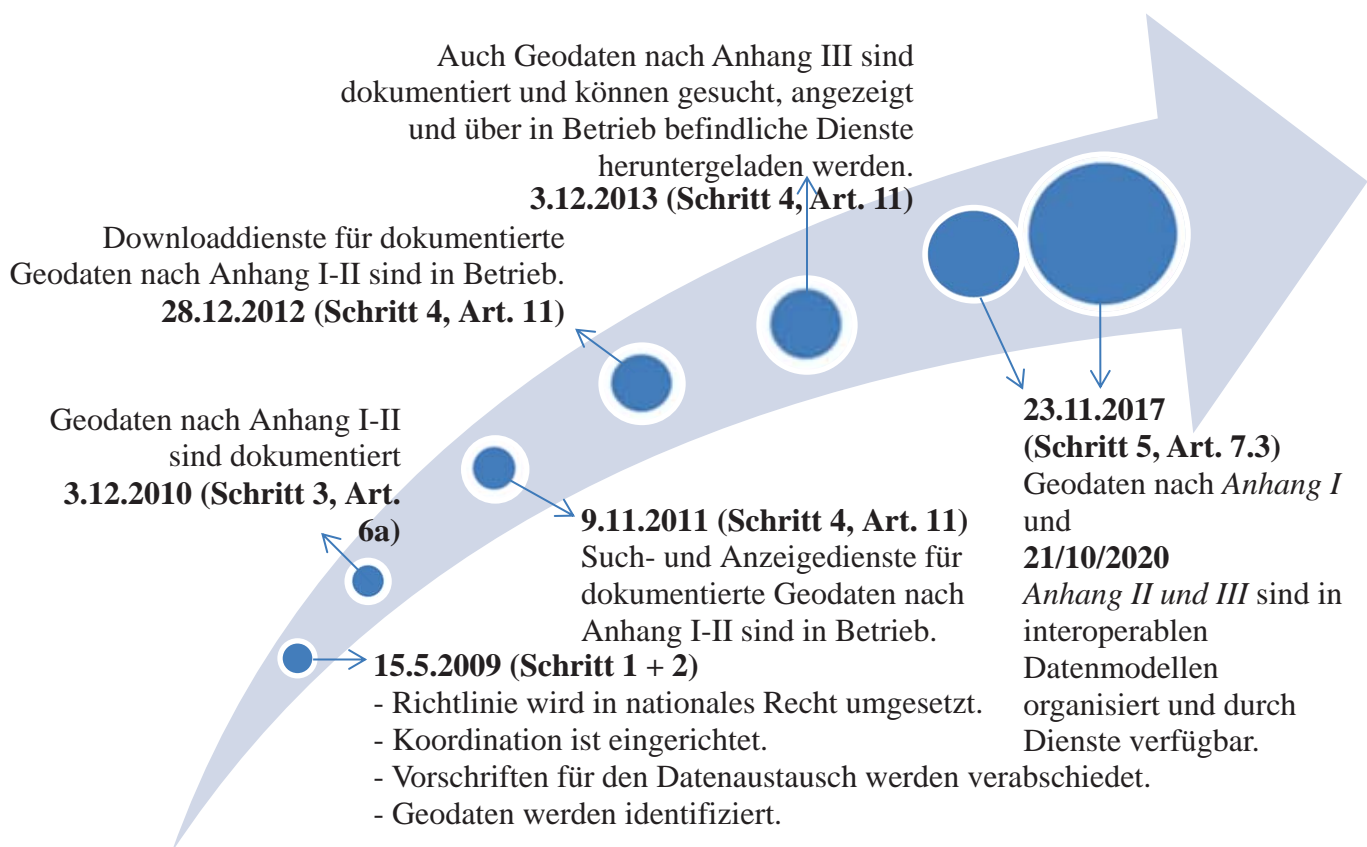 Auch Geodaten nach Anhang III sind
dokumentiert und können gesucht, angezeigt
und über in Betrieb befindliche Dienste
heruntergeladen werden.
3.12.2013 (Schritt 4, Art. 11)
Downloaddienste für dokumentierte
Geodaten nach Anhang I-II sind in Betrieb.
28.12.2012 (Schritt 4, Art. 11)
Geodaten nach Anhang I-II
sind dokumentiert
3.12.2010 (Schritt 3, Art.
6a)
9.11.2011 (Schritt 4, Art. 11)
Such- und Anzeigedienste für
dokumentierte Geodaten nach
Anhang I-II sind in Betrieb.
23.11.2017
(Schritt 5, Art. 7.3)
Geodaten nach Anhang I
und
21/10/2020
Anhang II und III sind in
interoperablen
Datenmodellen
organisiert und durch
Dienste verfügbar.
15.5.2009 (Schritt 1 + 2)
- Richtlinie wird in nationales Recht umgesetzt.
- Koordination ist eingerichtet.
- Vorschriften für den Datenaustausch werden verabschiedet.
- Geodaten werden identifiziert.